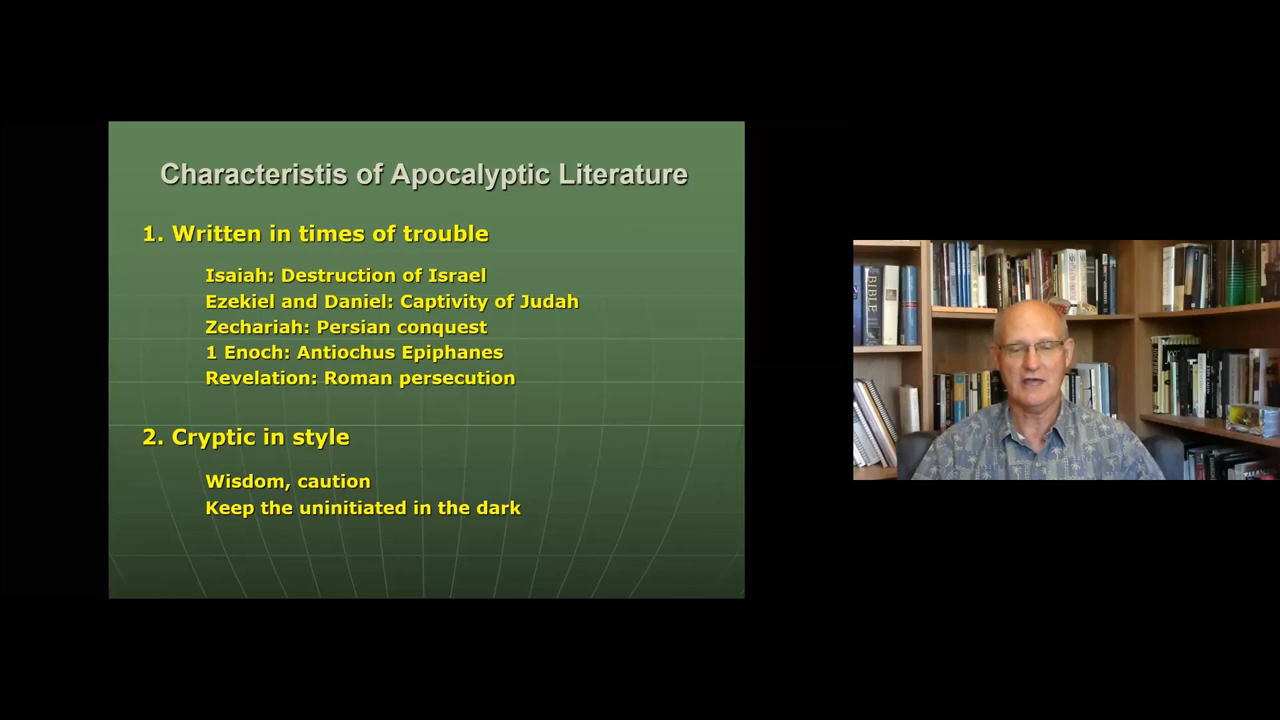 Characteristis of Apocalyptic Literature
1. Written in times of trouble
Isaiah: Destruction of Israel
Ezekiel and Daniel: Captivity of Judah
Zechariah: Persian conquest
1 Enoch: Antiochus Epiphanes
Revelation: Roman persecution
2. Cryptic in style
Wisdom, caution
Keep the uninitiated in the dark
BIBLE